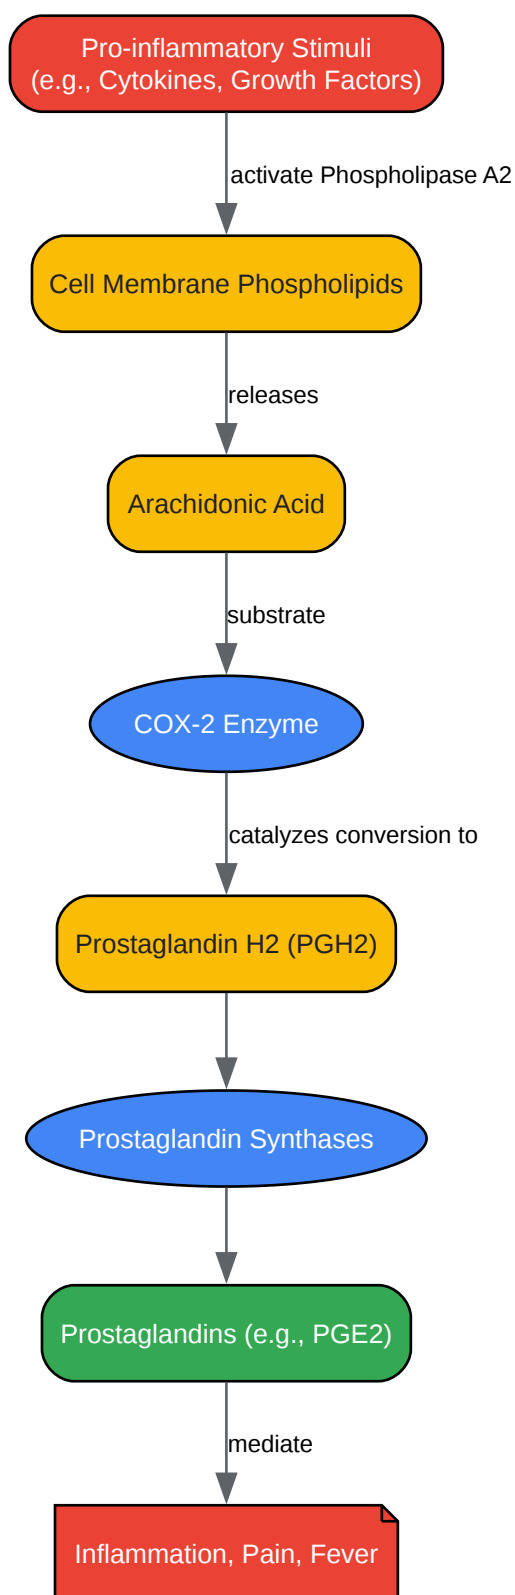 Pro-inflammatory Stimuli
(e.g., Cytokines, Growth Factors)
activate Phospholipase A2
Cell Membrane Phospholipids
releases
Arachidonic Acid
substrate
COX-2 Enzyme
catalyzes conversion to
Prostaglandin H2 (PGH2)
Prostaglandin Synthases
Prostaglandins (e.g., PGE2)
mediate
Inflammation, Pain, Fever